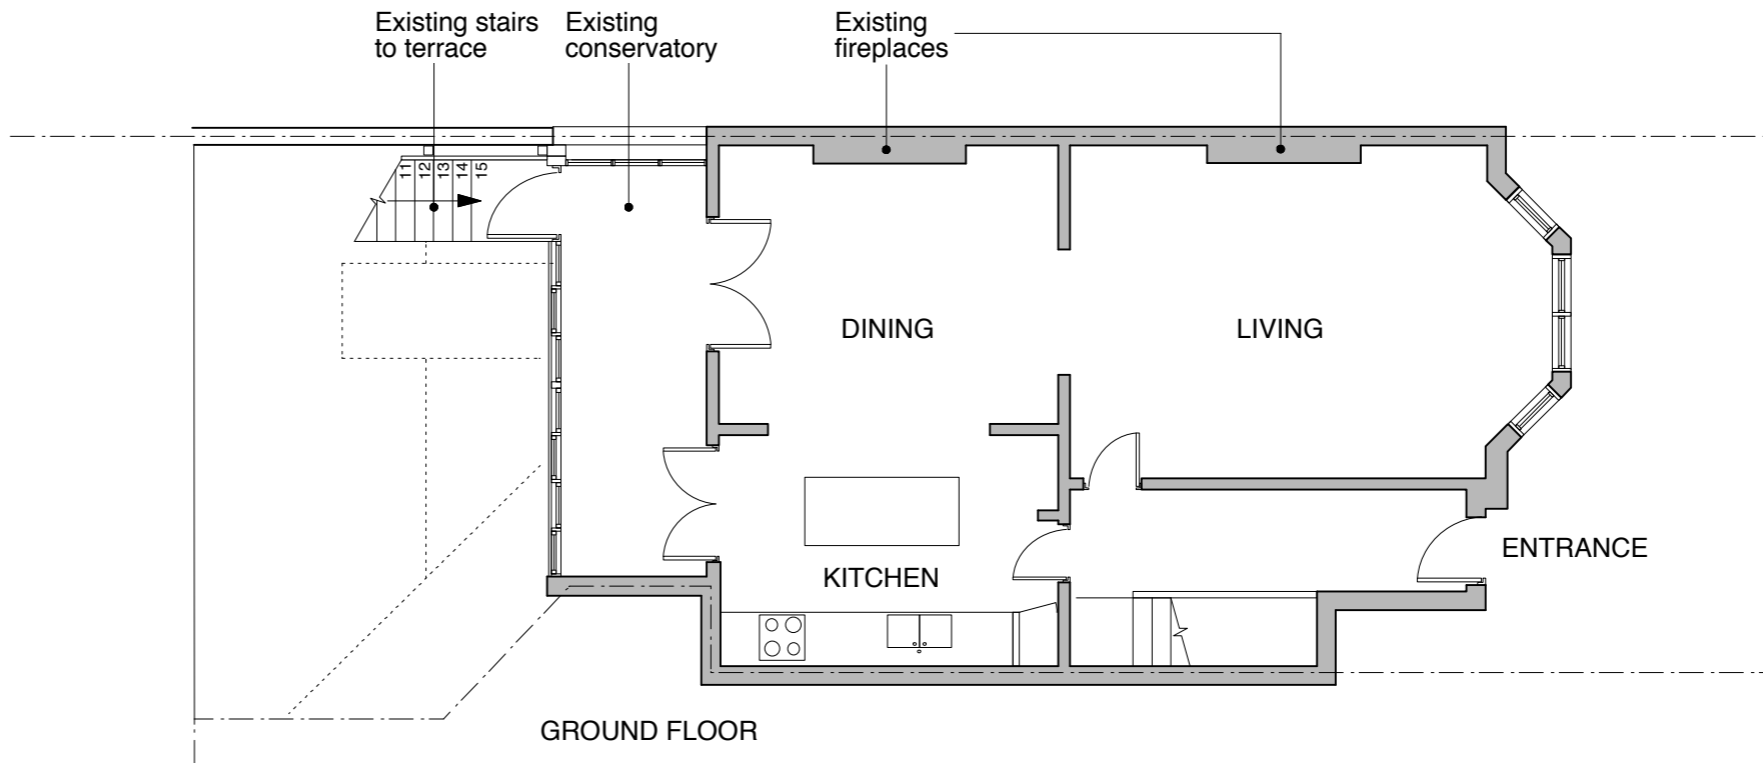 Existing stairs
to terrace
Existing
conservatory
Existing
fireplaces
11
12
13
14
15
DINING
LIVING
KITCHEN
ENTRANCE
GROUND FLOOR